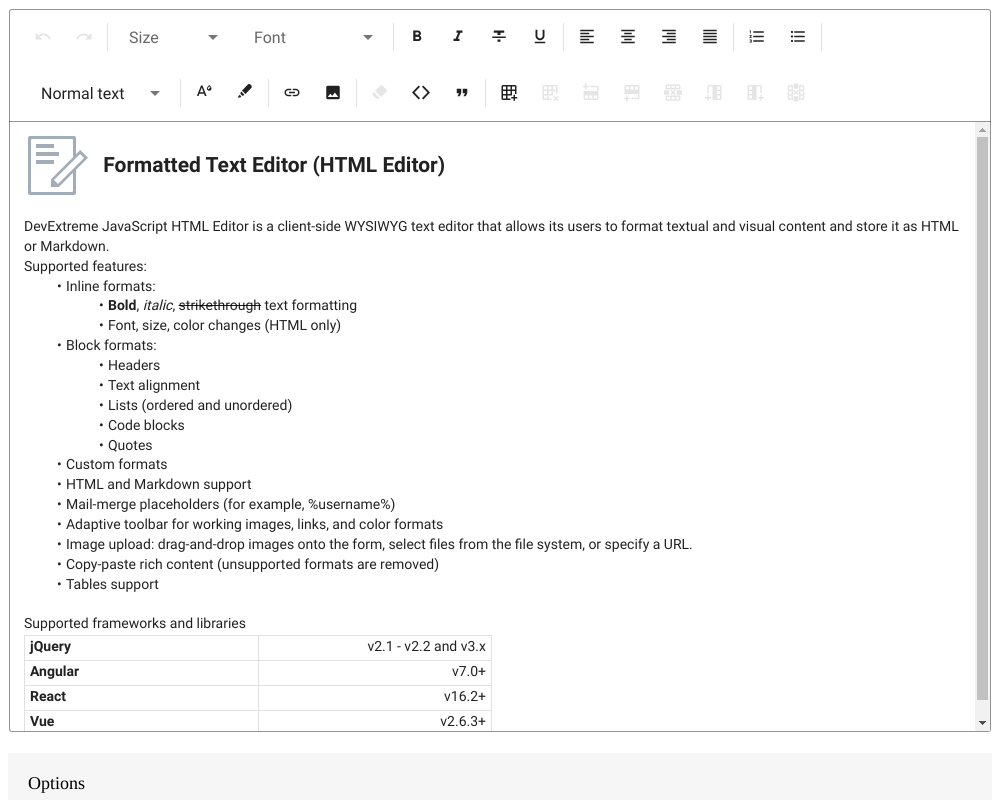 Size
Font
B
I
U
Normal text
A
Formatted Text Editor (HTML Editor)
DevExtreme JavaScript HTML Editor is a client-side WYSIWYG text editor that allows its users to format textual and visual content and store it as HTML
or Markdown.
Supported features:
• Inline formats:
• Bold, italic, strikethrough text formatting
• Font, size, color changes (HTML only)
• Block formats:
• Headers
• Text alignment
• Lists (ordered and unordered)
• Code blocks
• Quotes
• Custom formats
• HTML and Markdown support
• Mail-merge placeholders (for example, %username%)
• Adaptive toolbar for working images, links, and color formats
• Image upload: drag-and-drop images onto the form, select files from the file system, or specify a URL.
• Copy-paste rich content (unsupported formats are removed)
• Tables support
Supported frameworks and libraries
jQuery v2.1 - v2.2 and v3.x
Angular v7.0+
React v16.2+
Vue v2.6.3+
Options